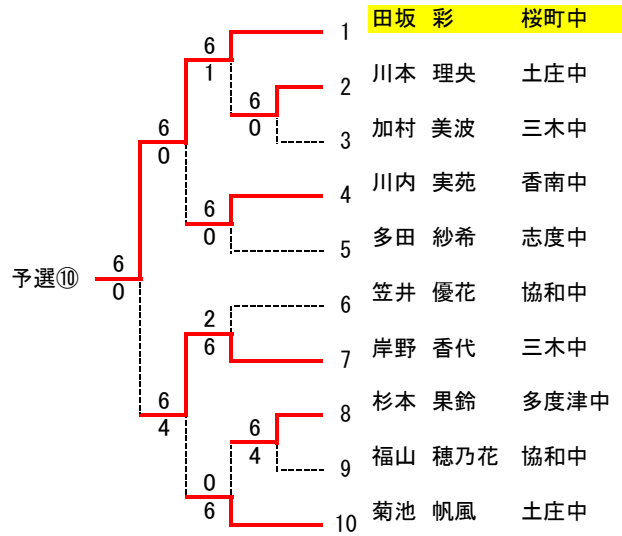 1 田坂 彩 桜町中
6
1
2 川本 理央 土庄中
6
0
3 加村 美波 三木中
6
0
4 川内 実苑 香南中
6
0
5 多田 紗希 志度中
予選⑩
6
0
6 笠井 優花 協和中
2
6
7 岸野 香代 三木中
6
4
8 杉本 果鈴 多度津中
6
4
9 福山 穂乃花 協和中
0
6
10 菊池 帆風 土庄中